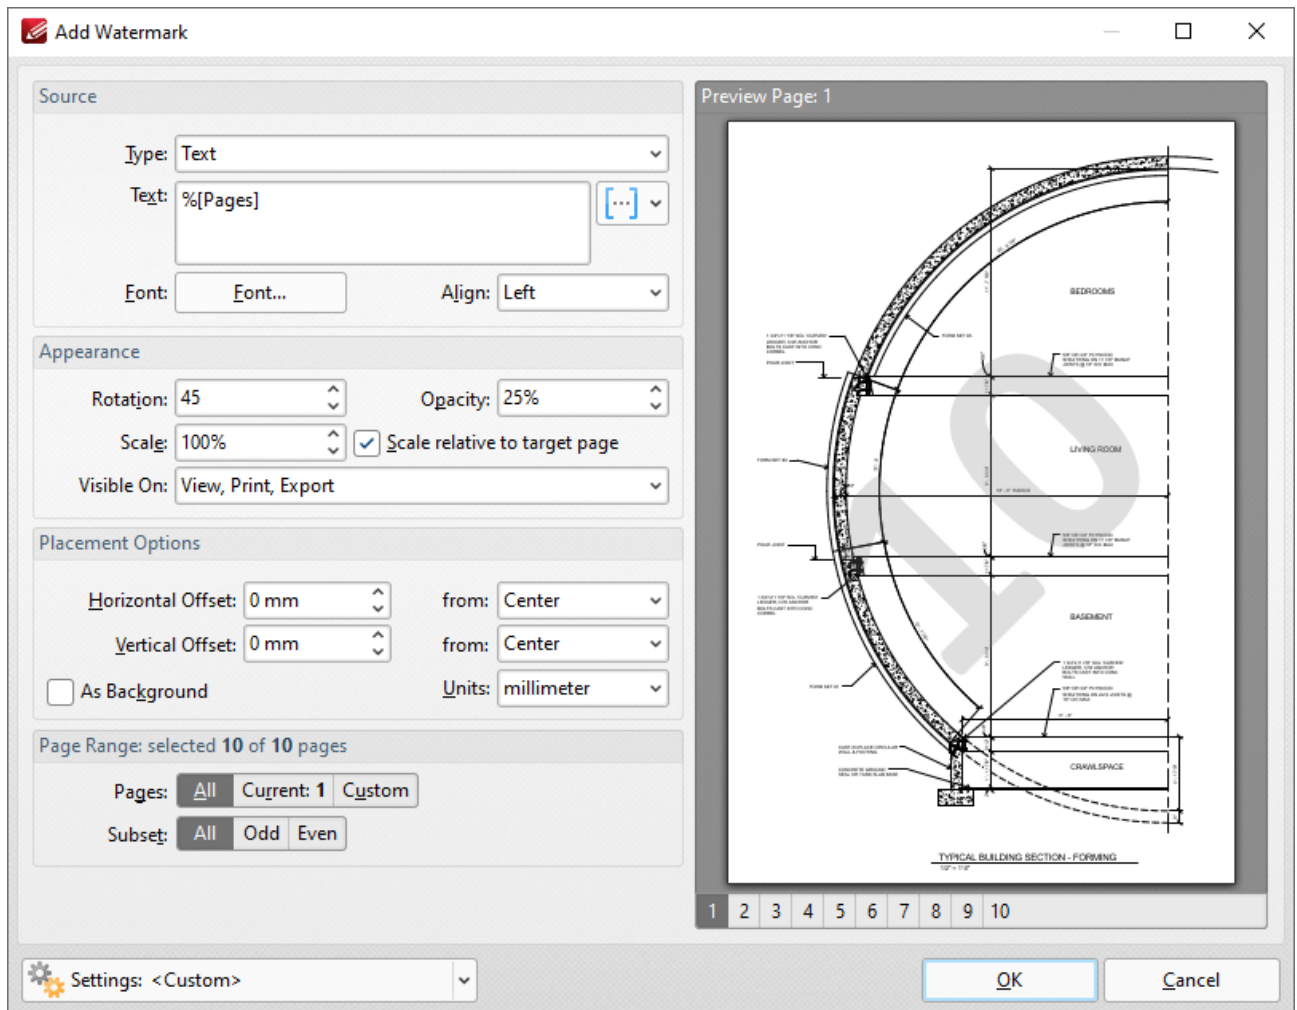 Add Watermark
Source
Type: Text
Text: %[Pages]
Font: Font... Align: Left
Appearance
Rotation: 45 Opacity: 25%
Scale: 100% Scale relative to target page
Visible On: View, Print, Export
Placement Options
Horizontal Offset: 0 mm from: Center
Vertical Offset: 0 mm from: Center
As Background Units: millimeter
Page Range: selected 10 of 10 pages
Pages: All Current: 1 Custom
Subset: All Odd Even
Preview Page: 1
BEDROOMS
LIVING ROOM
10
BASEMENT
CRAWLSPACE
TYPICAL BUILDING SECTION - FORMING
1 2 3 4 5 6 7 8 9 10
Settings: <Custom>
OK Cancel